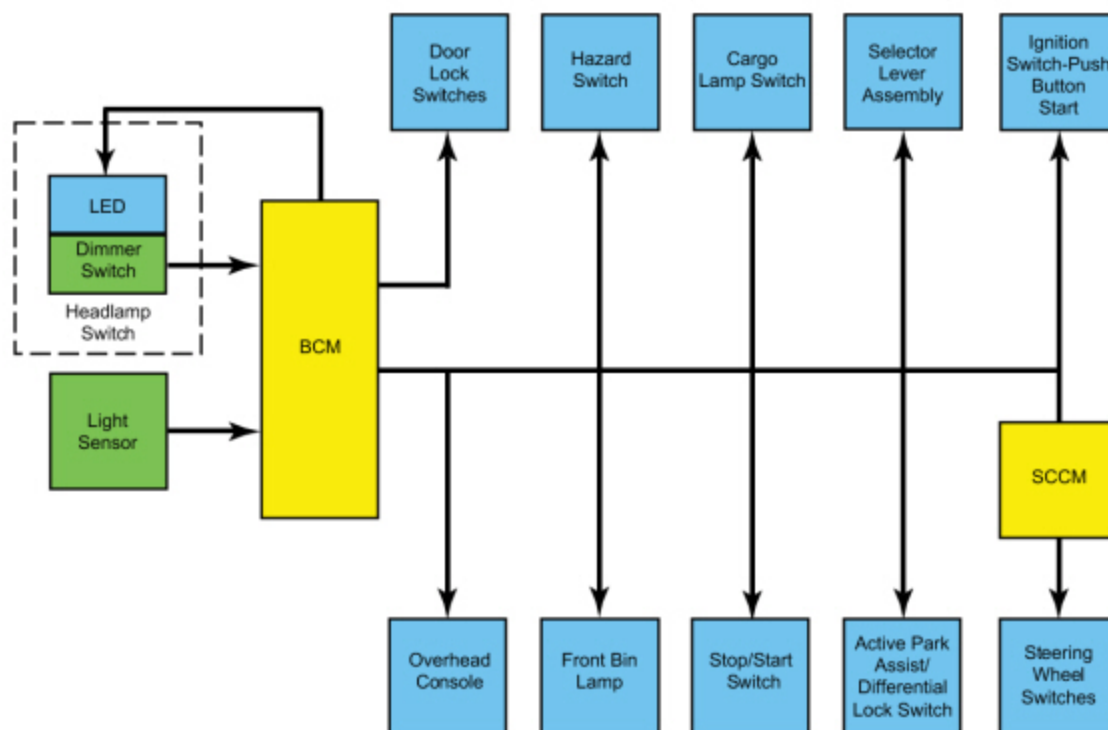 Door
Lock
Switches
Hazard
Switch
Cargo
Lamp Switch
Selector
Lever
Assembly
Ignition
Switch-Push
Button
Start
LED
Dimmer
Switch
Headlamp
Switch
BCM
Light
Sensor
SCCM
Overhead
Console
Front Bin
Lamp
Stop/Start
Switch
Active Park
Assist/
Differential
Lock Switch
Steering
Wheel
Switches